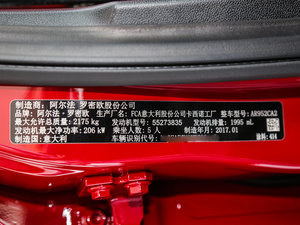 制造商：阿尔法·罗密欧股份公司
品牌：阿尔法·罗密欧 生产厂名：FCA意大利股份公司卡西诺工厂 整车型号：AR952CA2
最大允许总质量：2175 kg 发动机型号：55273835 发动机排量：1995 mL
发动机最大净功率：206 kW 乘坐人数：5 人 制造年月：2017.01
制造国：意大利 车辆识别代号： 涂料：414